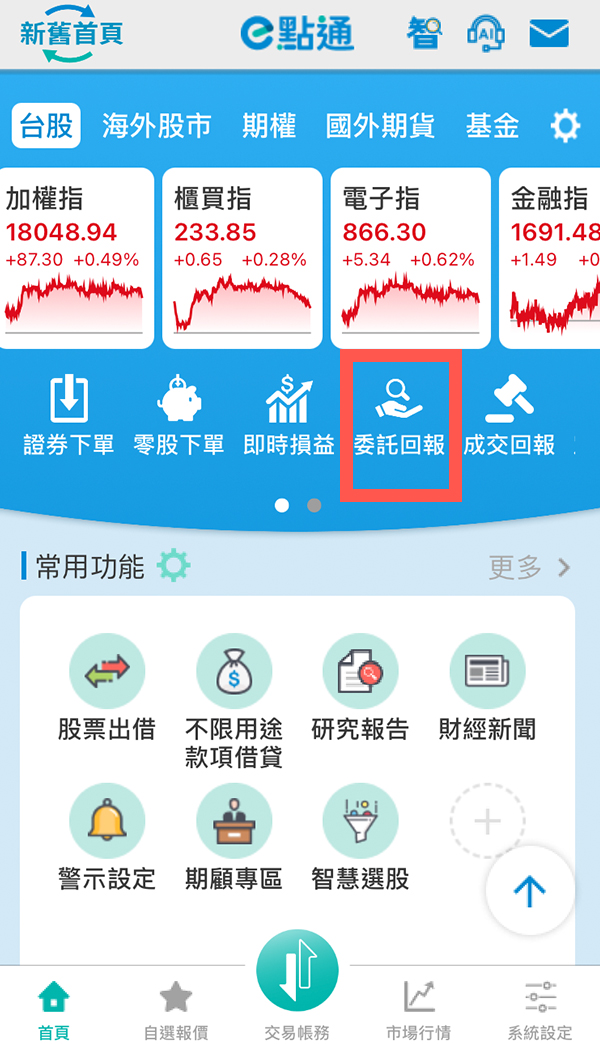 新舊首頁
e點通
智
AI
台股 海外股市 期權 國外期貨 基金
加權指 櫃買指 電子指 金融指
18048.94 233.85 866.30 1691.48
+87.30 +0.49% +0.65 +0.28% +5.34 +0.62% +1.49 +0
證券下單 零股下單 即時損益 委託回報 成交回報
常用功能 更多
股票出借 不限用途 研究報告 財經新聞
款項借貸
警示設定 期顧專區 智慧選股
首頁 自選報價 交易帳務 市場行情 系統設定